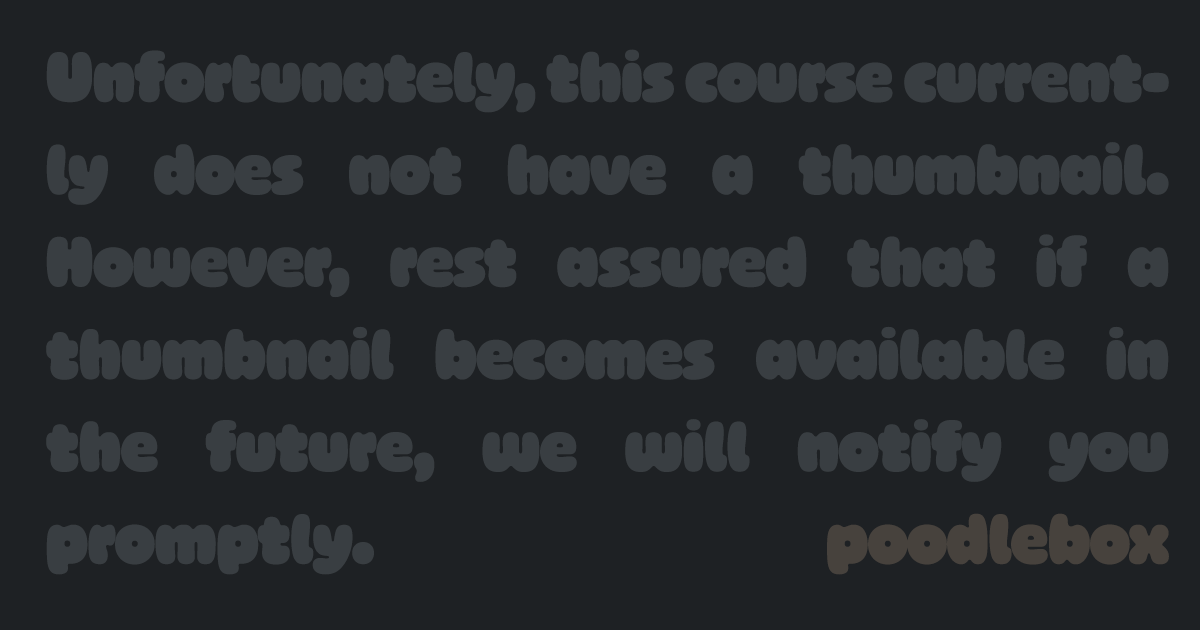 Unfortunately, this course current-
ly does not have a thumbnail.
However, rest assured that if a
thumbnail becomes available in
the future, we will notify you
promptly.
poodlebox